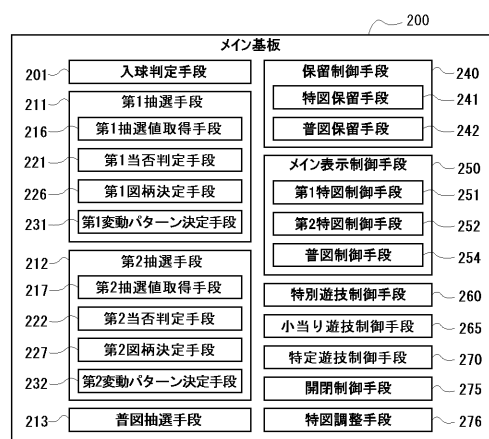 200
メイン基板
201
入球判定手段
211
第1抽選手段
216
第1抽選値取得手段
221
第1当否判定手段
226
第1図柄決定手段
231
第1変動パターン決定手段
212
第2抽選手段
217
第2抽選値取得手段
222
第2当否判定手段
227
第2図柄決定手段
232
第2変動パターン決定手段
213
普図抽選手段
保留制御手段
240
特図保留手段
241
普図保留手段
242
メイン表示制御手段
250
第1特図制御手段
251
第2特図制御手段
252
普図制御手段
254
特別遊技制御手段
260
小当り遊技制御手段
265
特定遊技制御手段
270
開閉制御手段
275
特図調整手段
276